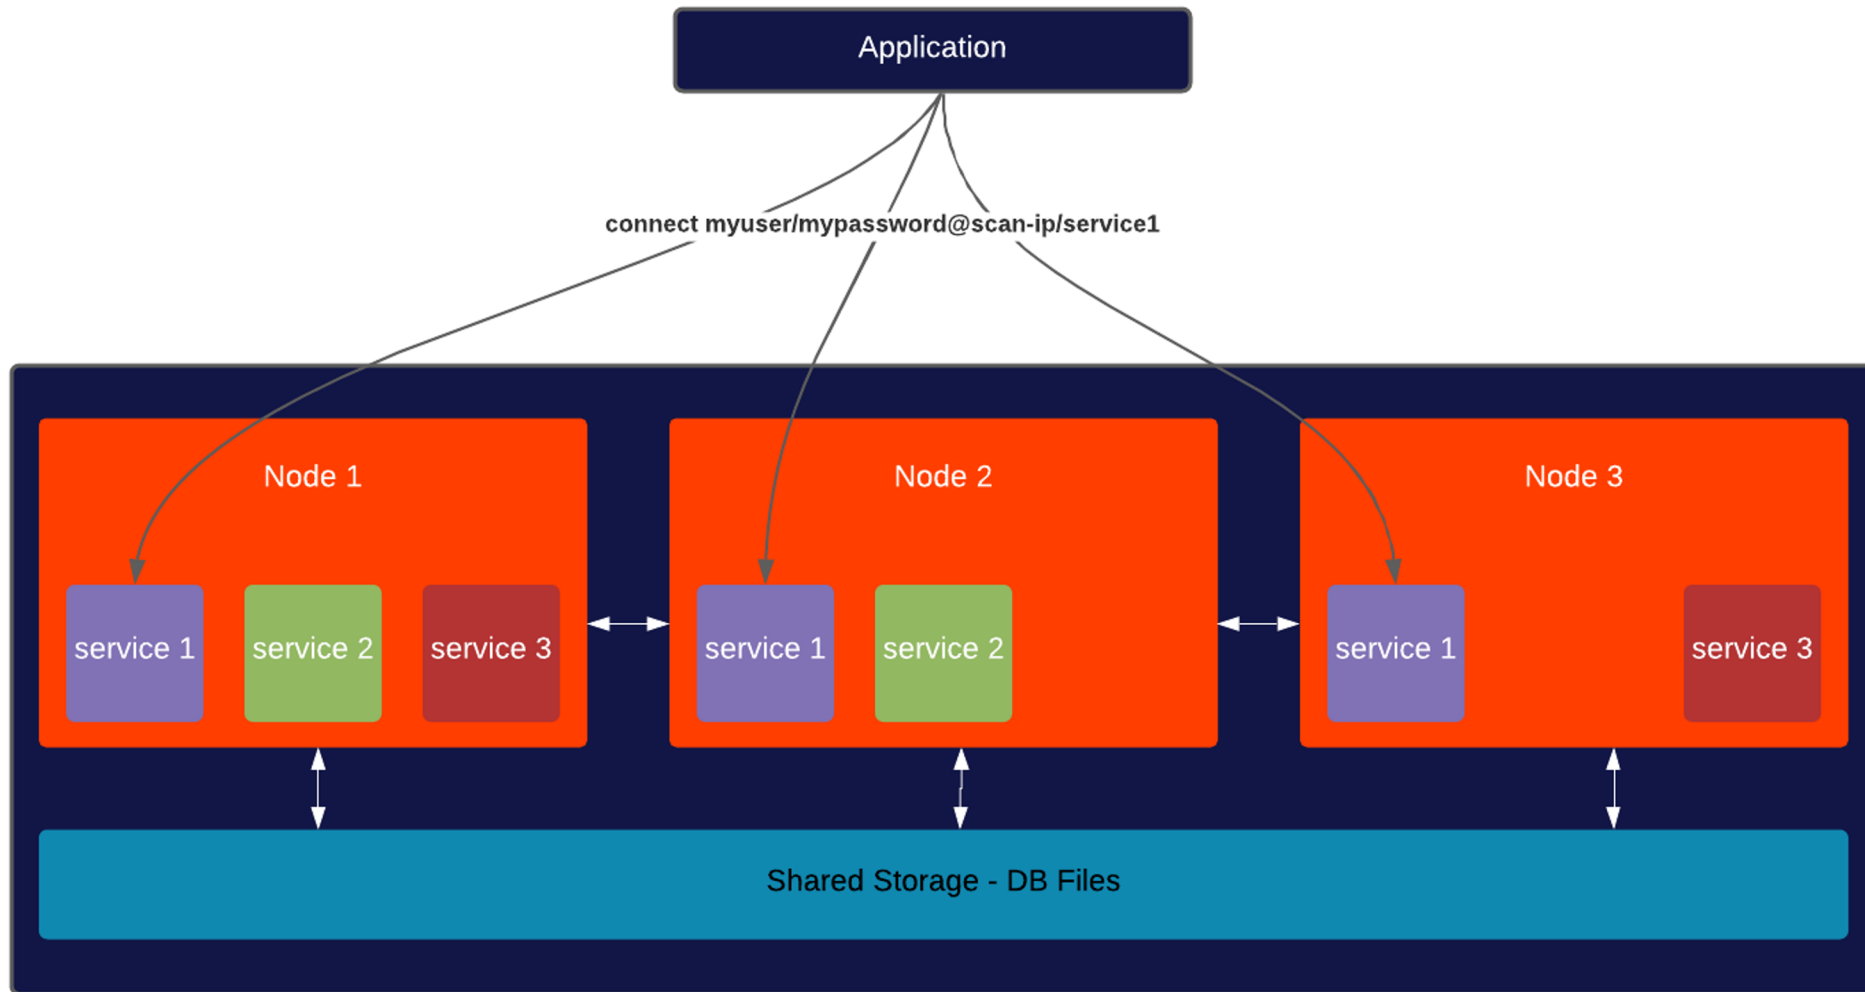 Application
connect myuser/mypassword@scan-ip/service1
Node 1
Node 2
Node 3
service 1
service 2
service 3
service 1
service 2
service 1
service 3
Shared Storage - DB Files